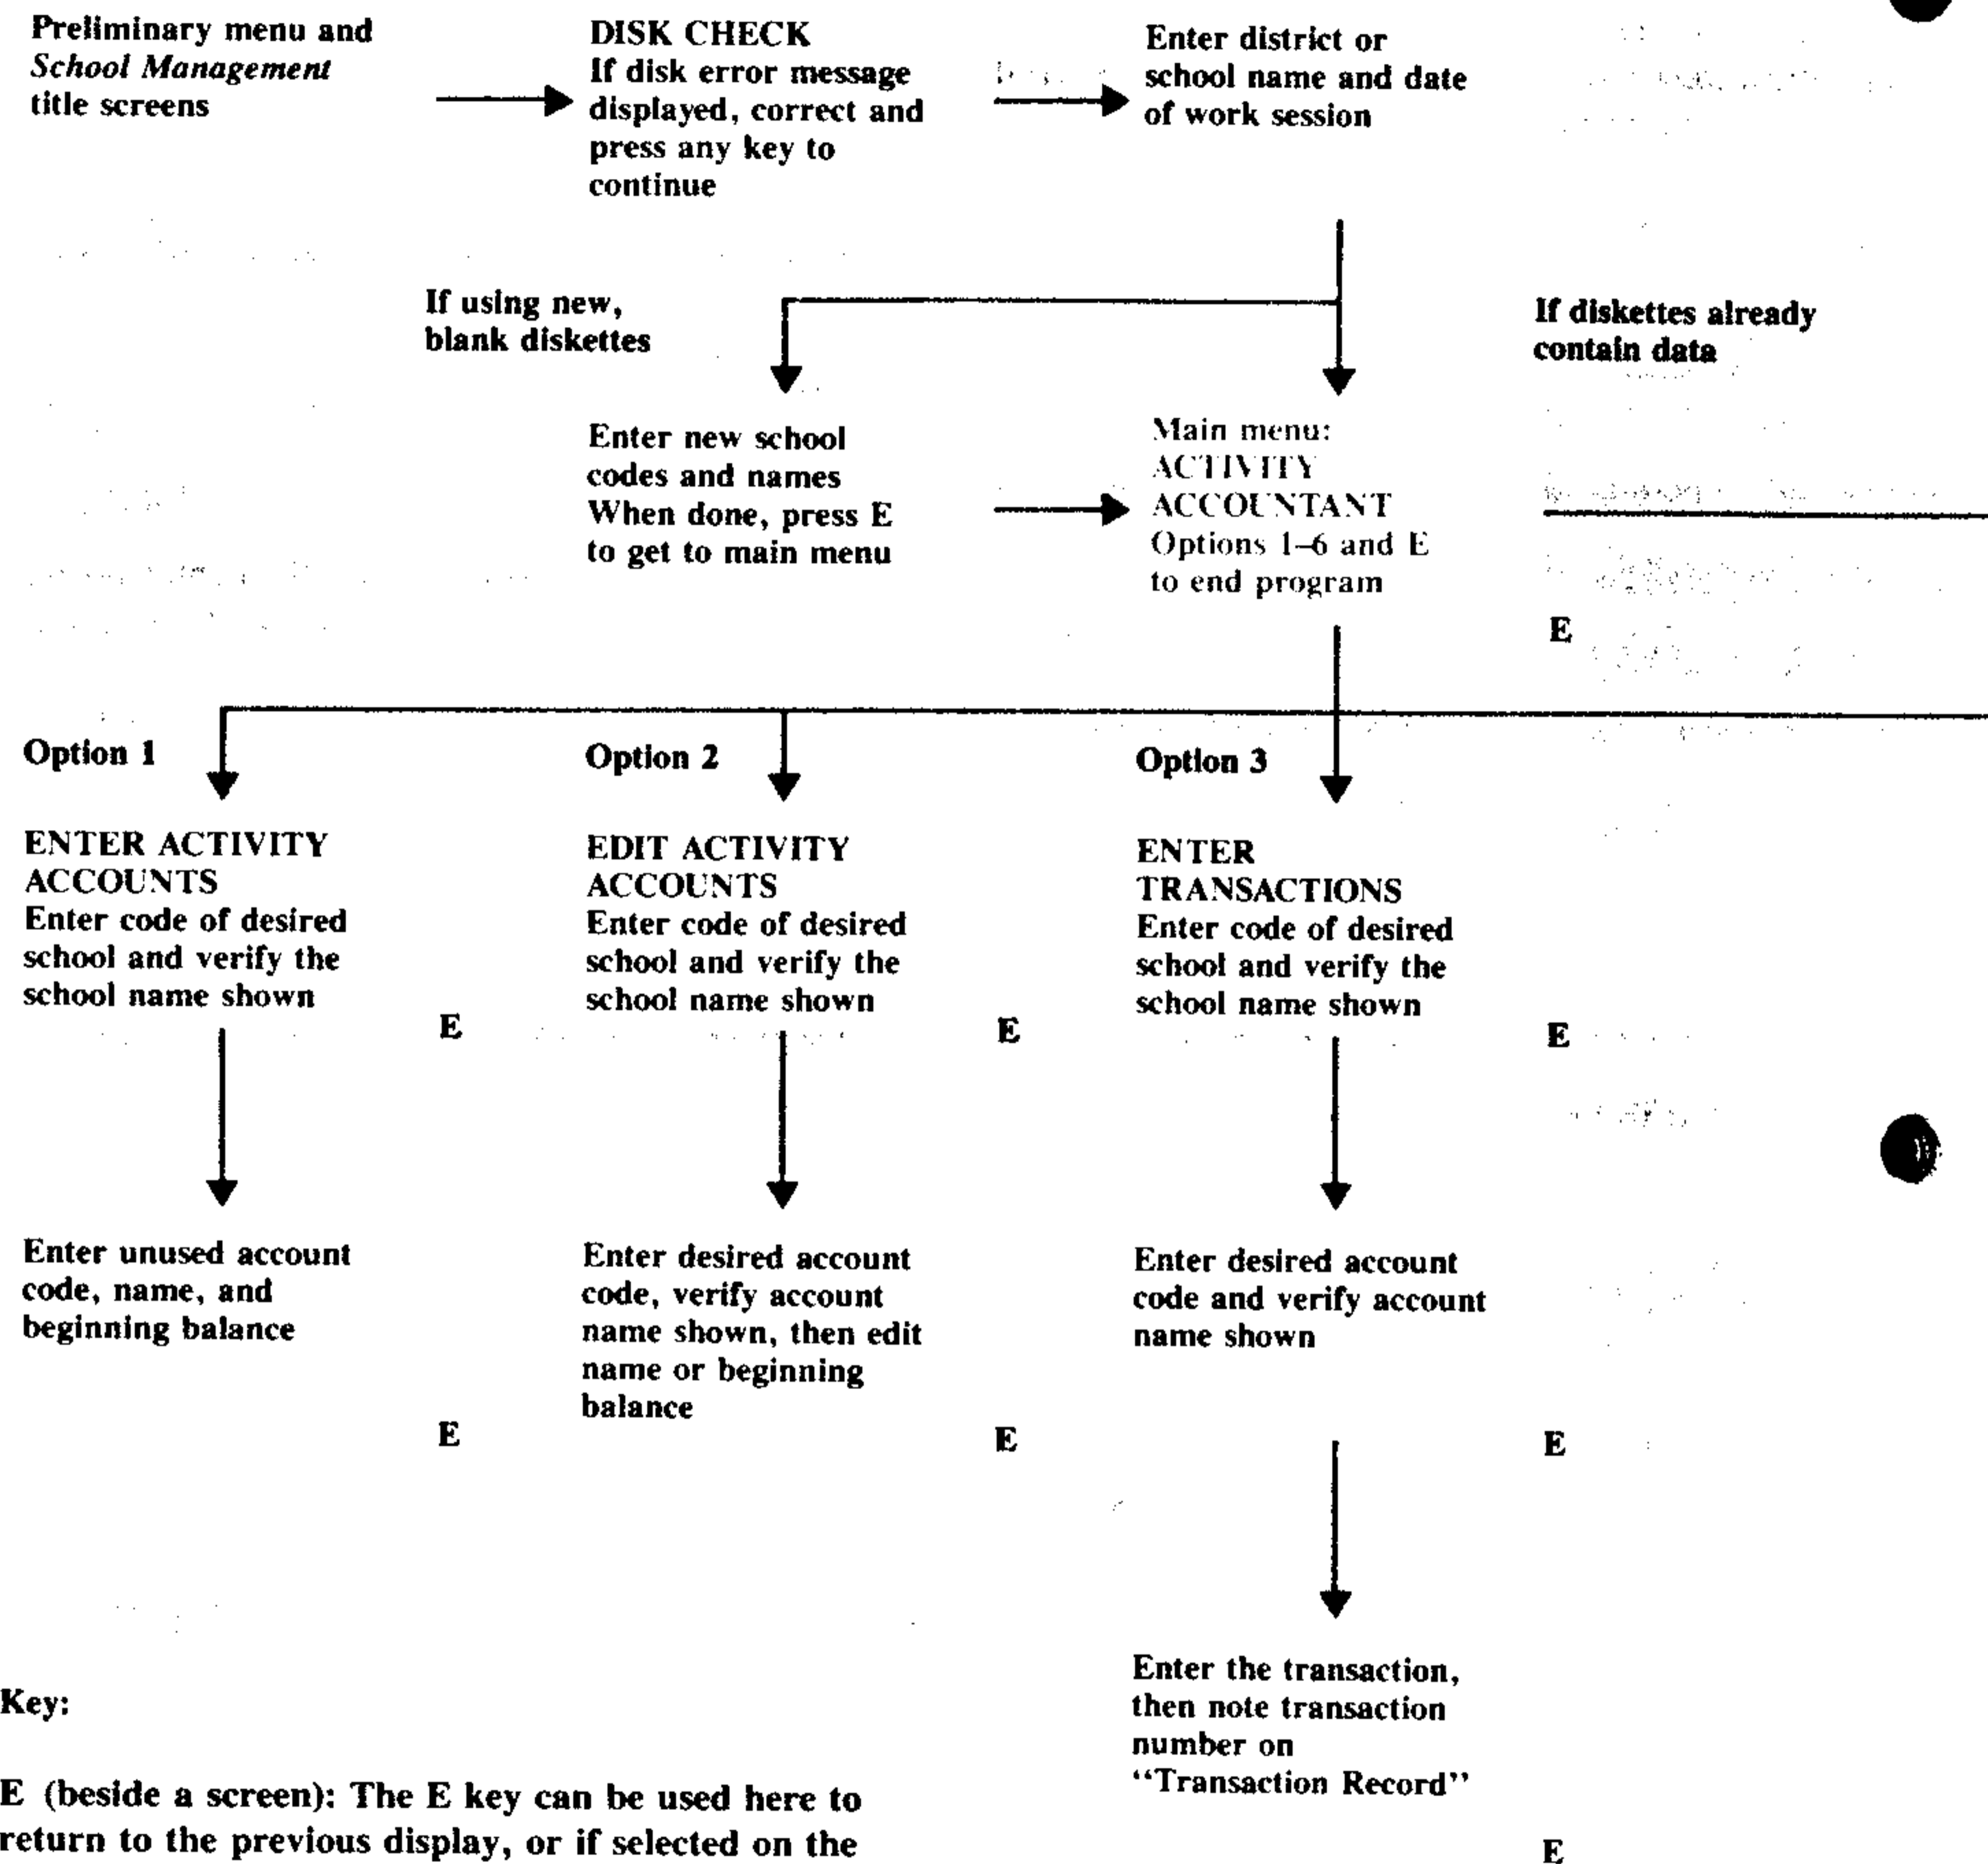 Preliminary menu and
School Management
title screens
DISK CHECK
If disk error message
displayed, correct and
press any key to
continue
Enter district or
school name and date
of work session
If using new,
blank diskettes
If diskettes already
contain data
Enter new school
codes and names
When done, press E
to get to main menu
Main menu:
ACTIVITY
ACCOUNTANT
Options 1–6 and E
to end program
E
Option 1
ENTER ACTIVITY
ACCOUNTS
Enter code of desired
school and verify the
school name shown
E
Option 2
EDIT ACTIVITY
ACCOUNTS
Enter code of desired
school and verify the
school name shown
E
Option 3
ENTER
TRANSACTIONS
Enter code of desired
school and verify the
school name shown
E
Enter unused account
code, name, and
beginning balance
E
Enter desired account
code, verify account
name shown, then edit
name or beginning
balance
E
Enter desired account
code and verify account
name shown
E
Enter the transaction,
then note transaction
number on
“Transaction Record”
E
Key:
E (beside a screen): The E key can be used here to
return to the previous display, or if selected on the